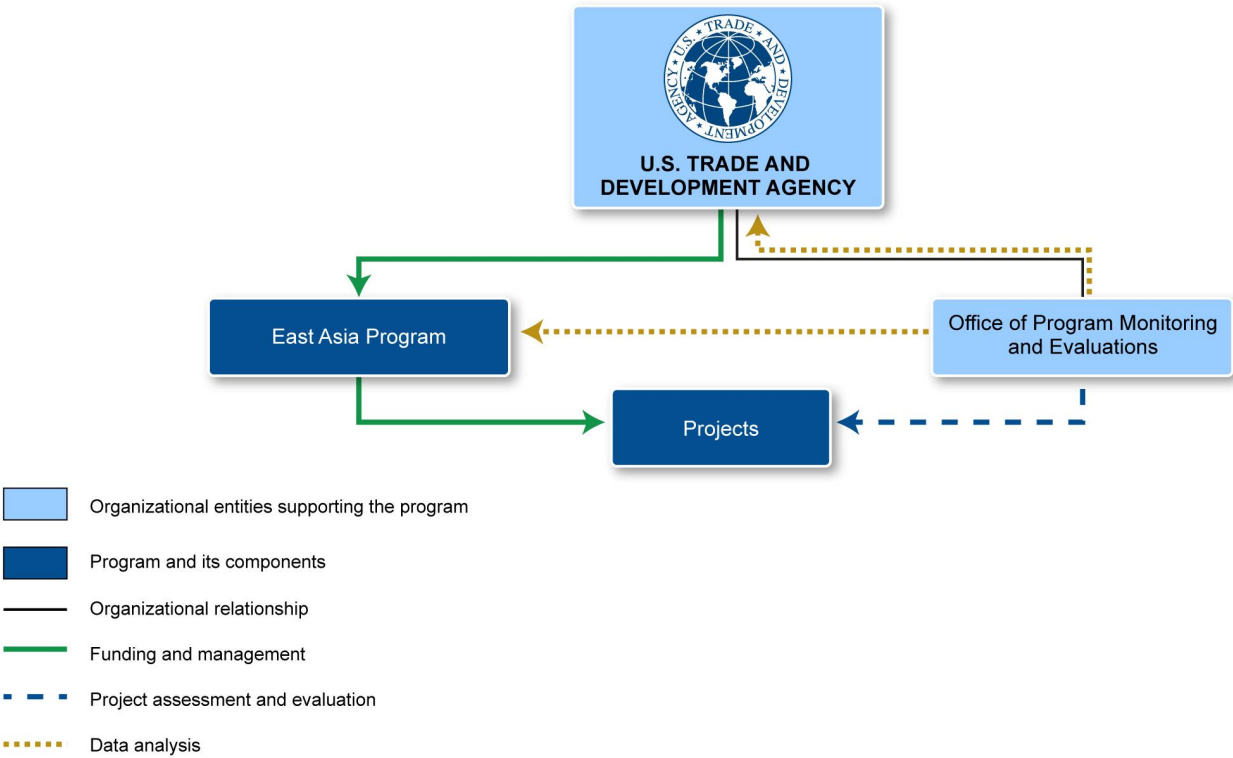 ★ U.S. ★ TRADE ★ AND ★ DEVELOPMENT ★ AGENCY
U.S. TRADE AND
DEVELOPMENT AGENCY
East Asia Program
Office of Program Monitoring
and Evaluations
Projects
Organizational entities supporting the program
Program and its components
Organizational relationship
Funding and management
Project assessment and evaluation
Data analysis